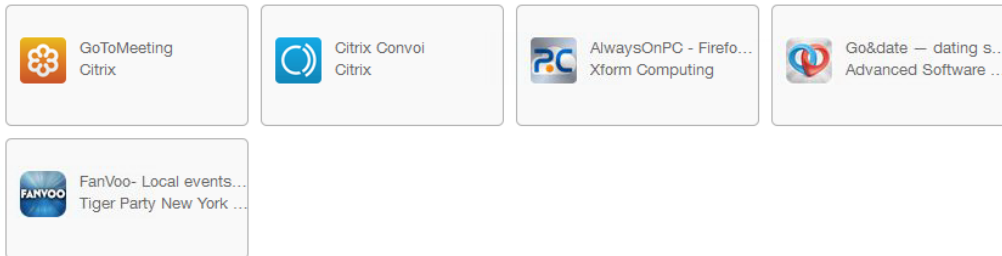 GoToMeeting
Citrix
Citrix Convoi
Citrix
AlwaysOnPC - Firefo...
Xform Computing
Go&date — dating s...
Advanced Software ...
FANVOO
FanVoo- Local events...
Tiger Party New York ...